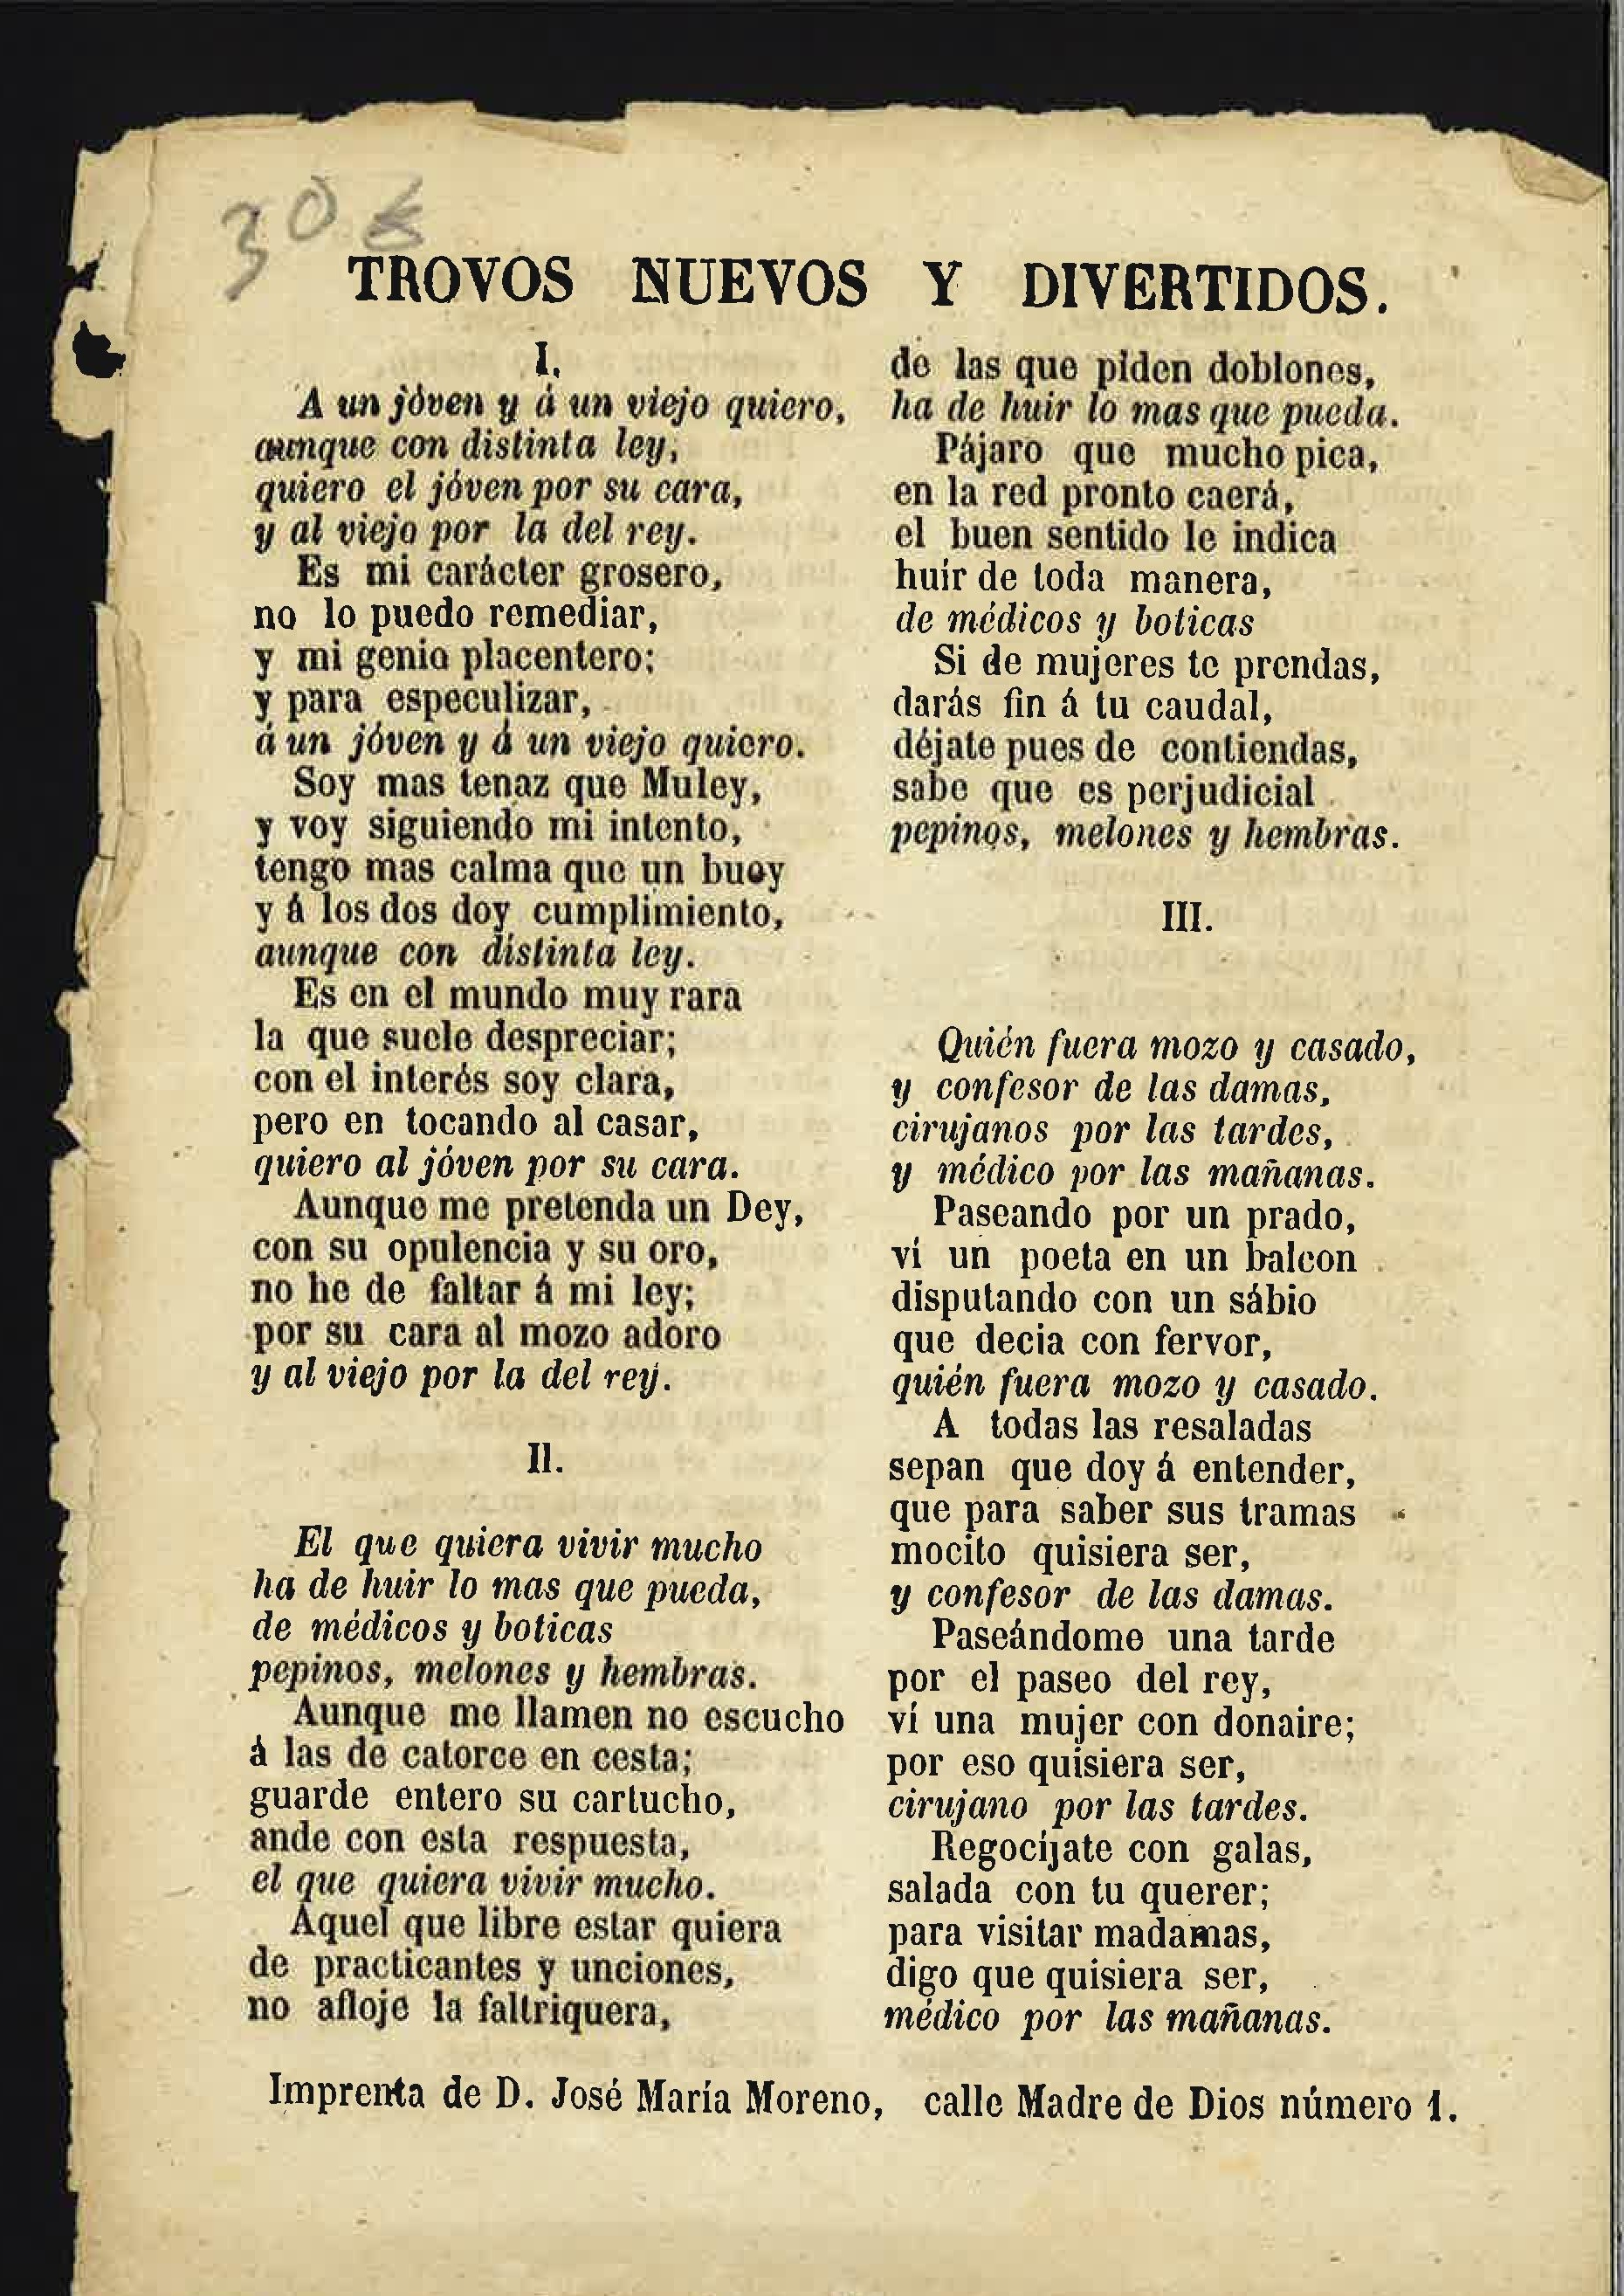 306
TROVOS NUEVOS Y DIVERTIDOS.
I.
A un jóven y á un viejo quiero,
aunque con distinta ley,
quiero el jóven por su cara,
y al viejo por la del rey.
Es mi carácter grosero,
no lo puedo remediar,
y mi genio placentero;
y para especulizar,
á un jóven y á un viejo quiero.
Soy mas tenaz que Muley,
y voy siguiendo mi intento,
tengo mas calma que un buey
y á los dos doy cumplimiento,
aunque con distinta ley.
Es en el mundo muy rara
la que suele despreciar;
con el interés soy clara,
pero en tocando al casar,
quiero al jóven por su cara.
Aunque me pretenda un Dey,
con su opulencia y su oro,
no he de faltar á mi ley;
por su cara al mozo adoro
y al viejo por la del rey.
II.
El que quiera vivir mucho
ha de huir lo mas que pueda,
de médicos y boticas
pepinos, melones y hembras.
Aunque me llamen no escucho
á las de catorce en cesta;
guarde entero su cartucho,
ande con esta respuesta,
el que quiera vivir mucho.
Aquel que libre estar quiera
de practicantes y unciones,
no afloje la faltriquera,
de las que piden doblones,
ha de huir lo mas que pueda.
Pájaro que mucho pica,
en la red pronto caerá,
el buen sentido le indica
huir de toda manera,
de médicos y boticas
Si de mujeres te prendas,
darás fin á tu caudal,
déjate pues de contiendas,
sabe que es perjudicial
pepinos, melones y hembras.
III.
Quién fuera mozo y casado,
y confesor de las damas,
cirujanos por las tardes,
y médico por las mañanas.
Paseando por un prado,
ví un poeta en un balcon
disputando con un sábio
que decia con fervor,
quién fuera mozo y casado.
A todas las resaladas
sepan que doy á entender,
que para saber sus tramas
mocito quisiera ser,
y confesor de las damas.
Paseándome una tarde
por el paseo del rey,
ví una mujer con donaire;
por eso quisiera ser,
cirujano por las tardes.
Regocíjate con galas,
salada con tu querer;
para visitar madamas,
digo que quisiera ser,
médico por las mañanas.
Imprenta de D. José María Moreno, calle Madre de Dios número 1.